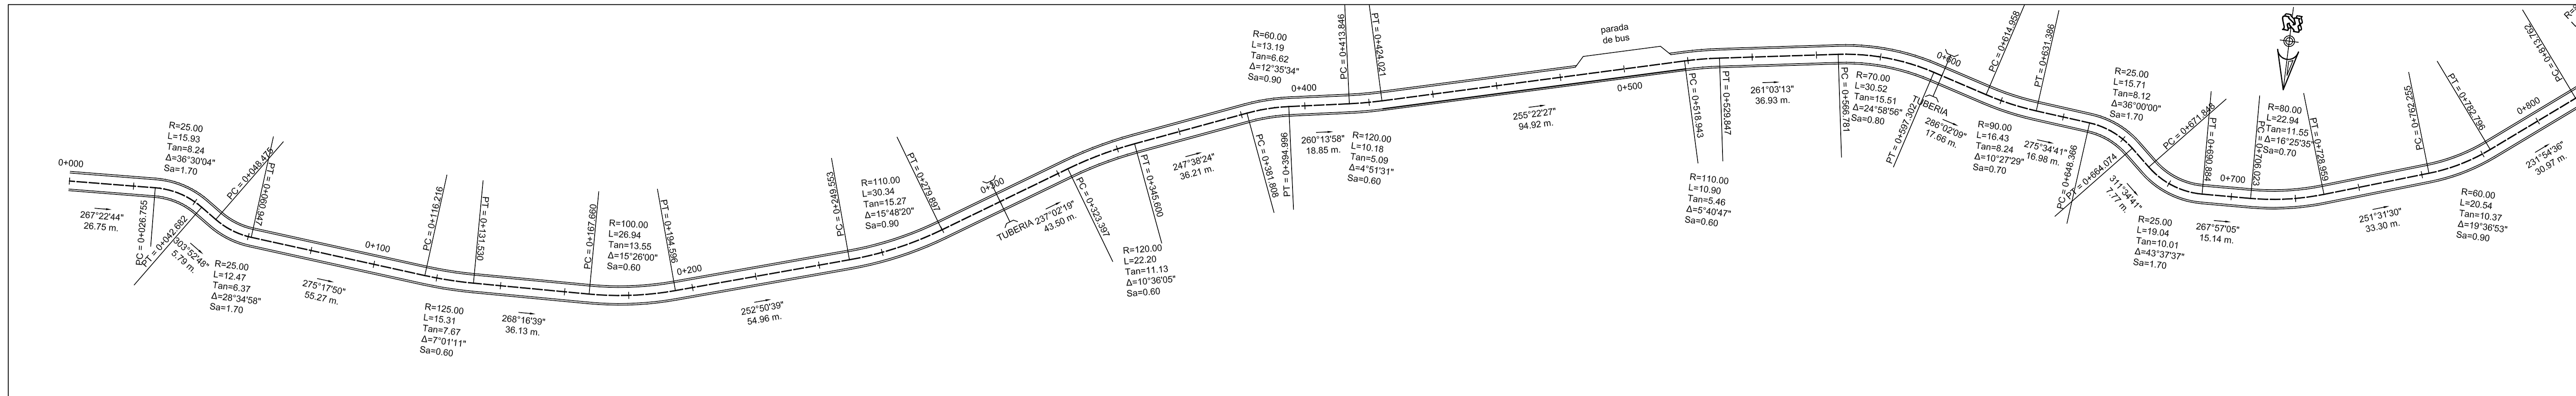 0+000
267°22'44"
26.75 m.
PC = 0+026.755
R=25.00
L=15.93
Tan=8.24
Δ=36°30'04"
Sa=1.70
PT = 0+042.682
303°52'48"
5.79 m.
PC = 0+048.475
R=25.00
L=12.47
Tan=6.37
Δ=28°34'58"
Sa=1.70
PT = 0+060.947
275°17'50"
55.27 m.
0+100
PC = 0+116.216
R=125.00
L=15.31
Tan=7.67
Δ=7°01'11"
Sa=0.60
PT = 0+131.530
268°16'39"
36.13 m.
PC = 0+167.660
R=100.00
L=26.94
Tan=13.55
Δ=15°26'00"
Sa=0.60
PT = 0+194.596
0+200
252°50'39"
54.96 m.
PC = 0+249.553
R=110.00
L=30.34
Tan=15.27
Δ=15°48'20"
Sa=0.90
PT = 0+279.897
0+300
TUBERIA
237°02'19"
43.50 m.
PC = 0+323.397
R=120.00
L=22.20
Tan=11.13
Δ=10°36'05"
Sa=0.60
PT = 0+345.600
247°38'24"
36.21 m.
PC = 0+381.808
R=60.00
L=13.19
Tan=6.62
Δ=12°35'34"
Sa=0.90
PT = 0+394.996
0+400
260°13'58"
18.85 m.
PC = 0+413.846
R=120.00
L=10.18
Tan=5.09
Δ=4°51'31"
Sa=0.60
PT = 0+424.021
255°22'27"
94.92 m.
parada
de bus
0+500
PC = 0+518.943
R=110.00
L=10.90
Tan=5.46
Δ=5°40'47"
Sa=0.60
PT = 0+529.847
261°03'13"
36.93 m.
PC = 0+566.781
R=70.00
L=30.52
Tan=15.51
Δ=24°58'56"
Sa=0.80
PT = 0+597.302
0+600
TUBERIA
286°02'09"
17.66 m.
PC = 0+614.958
R=90.00
L=16.43
Tan=8.24
Δ=10°27'29"
Sa=0.70
PT = 0+631.386
275°34'41"
16.98 m.
PC = 0+648.366
R=25.00
L=15.71
Tan=8.12
Δ=36°00'00"
Sa=1.70
PT = 0+664.074
311°34'41"
7.77 m.
PC = 0+671.846
R=25.00
L=19.04
Tan=10.01
Δ=43°37'37"
Sa=1.70
PT = 0+690.884
0+700
267°57'05"
15.14 m.
PC = 0+706.023
R=80.00
L=22.94
Tan=11.55
Δ=16°25'35"
Sa=0.70
PT = 0+728.959
251°31'30"
33.30 m.
PC = 0+762.255
R=60.00
L=20.54
Tan=10.37
Δ=19°36'53"
Sa=0.90
PT = 0+782.796
0+800
231°54'36"
30.97 m.
PC = 0+813.762